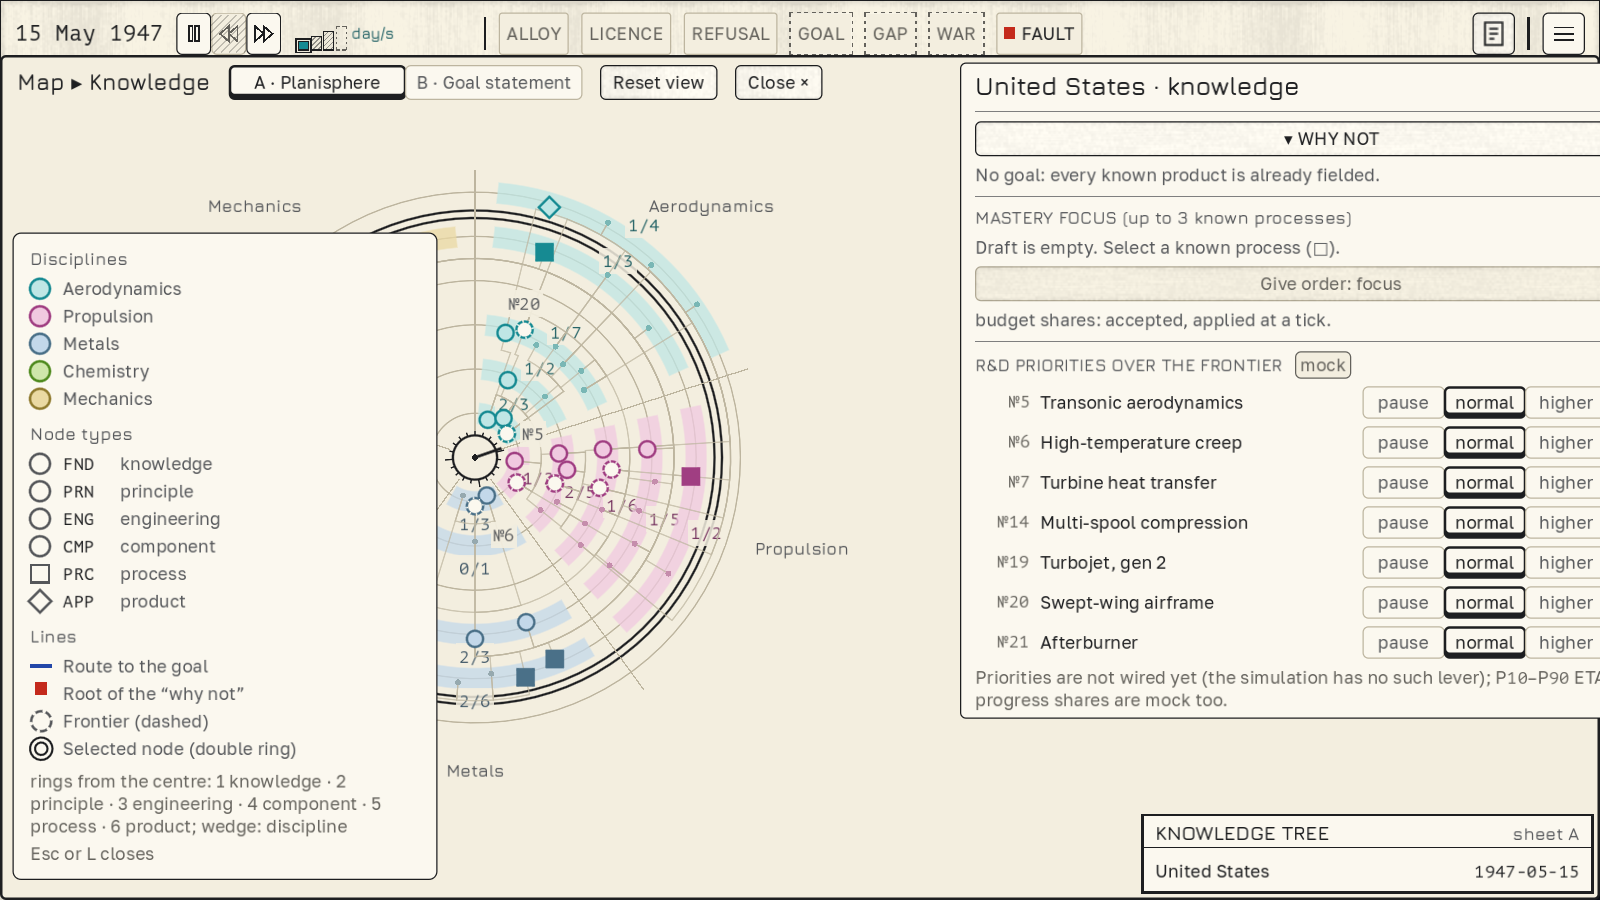 15 May 1947
day/s
ALLOY
LICENCE
REFUSAL
GOAL
GAP
WAR
FAULT
Map ▸ Knowledge
A · Planisphere
B · Goal statement
Reset view
Close ×
Mechanics
Aerodynamics
1/4
1/3
№20
1/7
1/2
2/3
№5
2/5
1/6
1/5
1/2
1/3
№6
0/1
Propulsion
2/3
2/6
Metals
Disciplines
Aerodynamics
Propulsion
Metals
Chemistry
Mechanics
Node types
FND knowledge
PRN principle
ENG engineering
CMP component
PRC process
APP product
Lines
Route to the goal
Root of the “why not”
Frontier (dashed)
Selected node (double ring)
rings from the centre: 1 knowledge · 2
principle · 3 engineering · 4 component · 5
process · 6 product; wedge: discipline
Esc or L closes
United States · knowledge
▾ WHY NOT
No goal: every known product is already fielded.
MASTERY FOCUS (up to 3 known processes)
Draft is empty. Select a known process (□).
Give order: focus
budget shares: accepted, applied at a tick.
R&D PRIORITIES OVER THE FRONTIER mock
№5 Transonic aerodynamics pause normal higher
№6 High-temperature creep pause normal higher
№7 Turbine heat transfer pause normal higher
№14 Multi-spool compression pause normal higher
№19 Turbojet, gen 2 pause normal higher
№20 Swept-wing airframe pause normal higher
№21 Afterburner pause normal higher
Priorities are not wired yet (the simulation has no such lever); P10–P90 ETA
progress shares are mock too.
KNOWLEDGE TREE sheet A
United States 1947-05-15